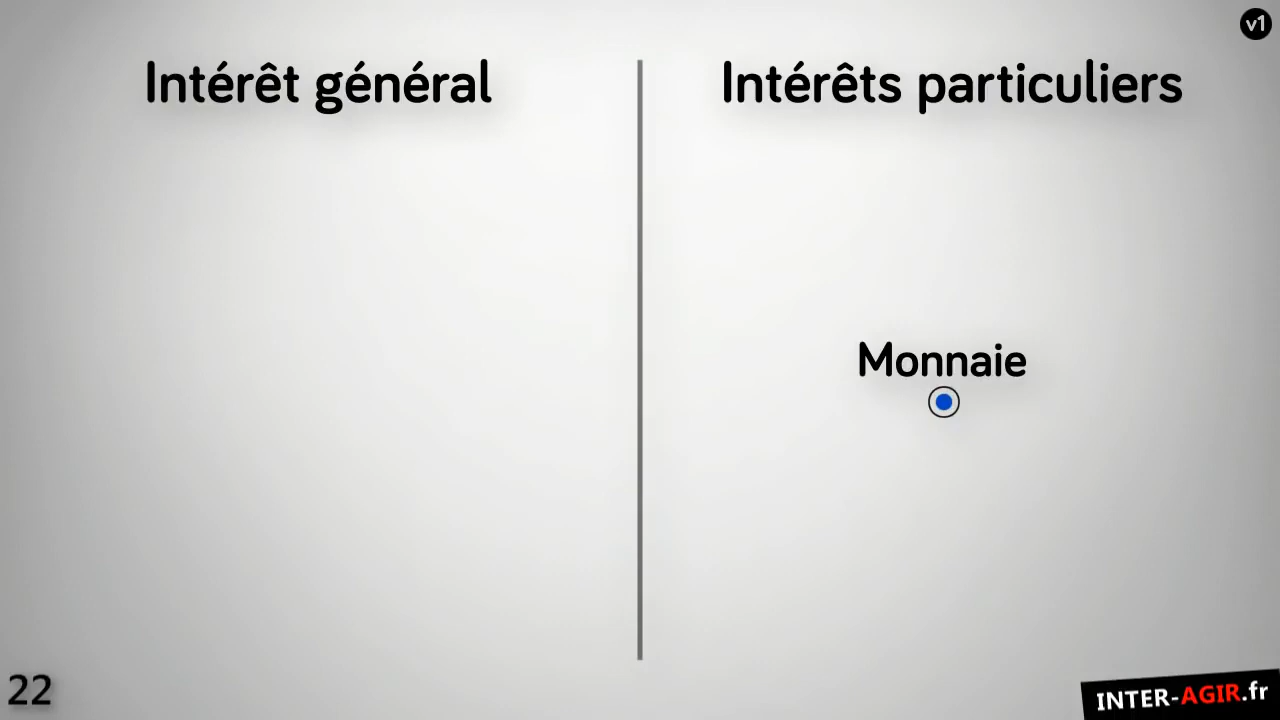 v1
Intérêt général
Intérêts particuliers
Monnaie
22
INTER-AGIR.fr